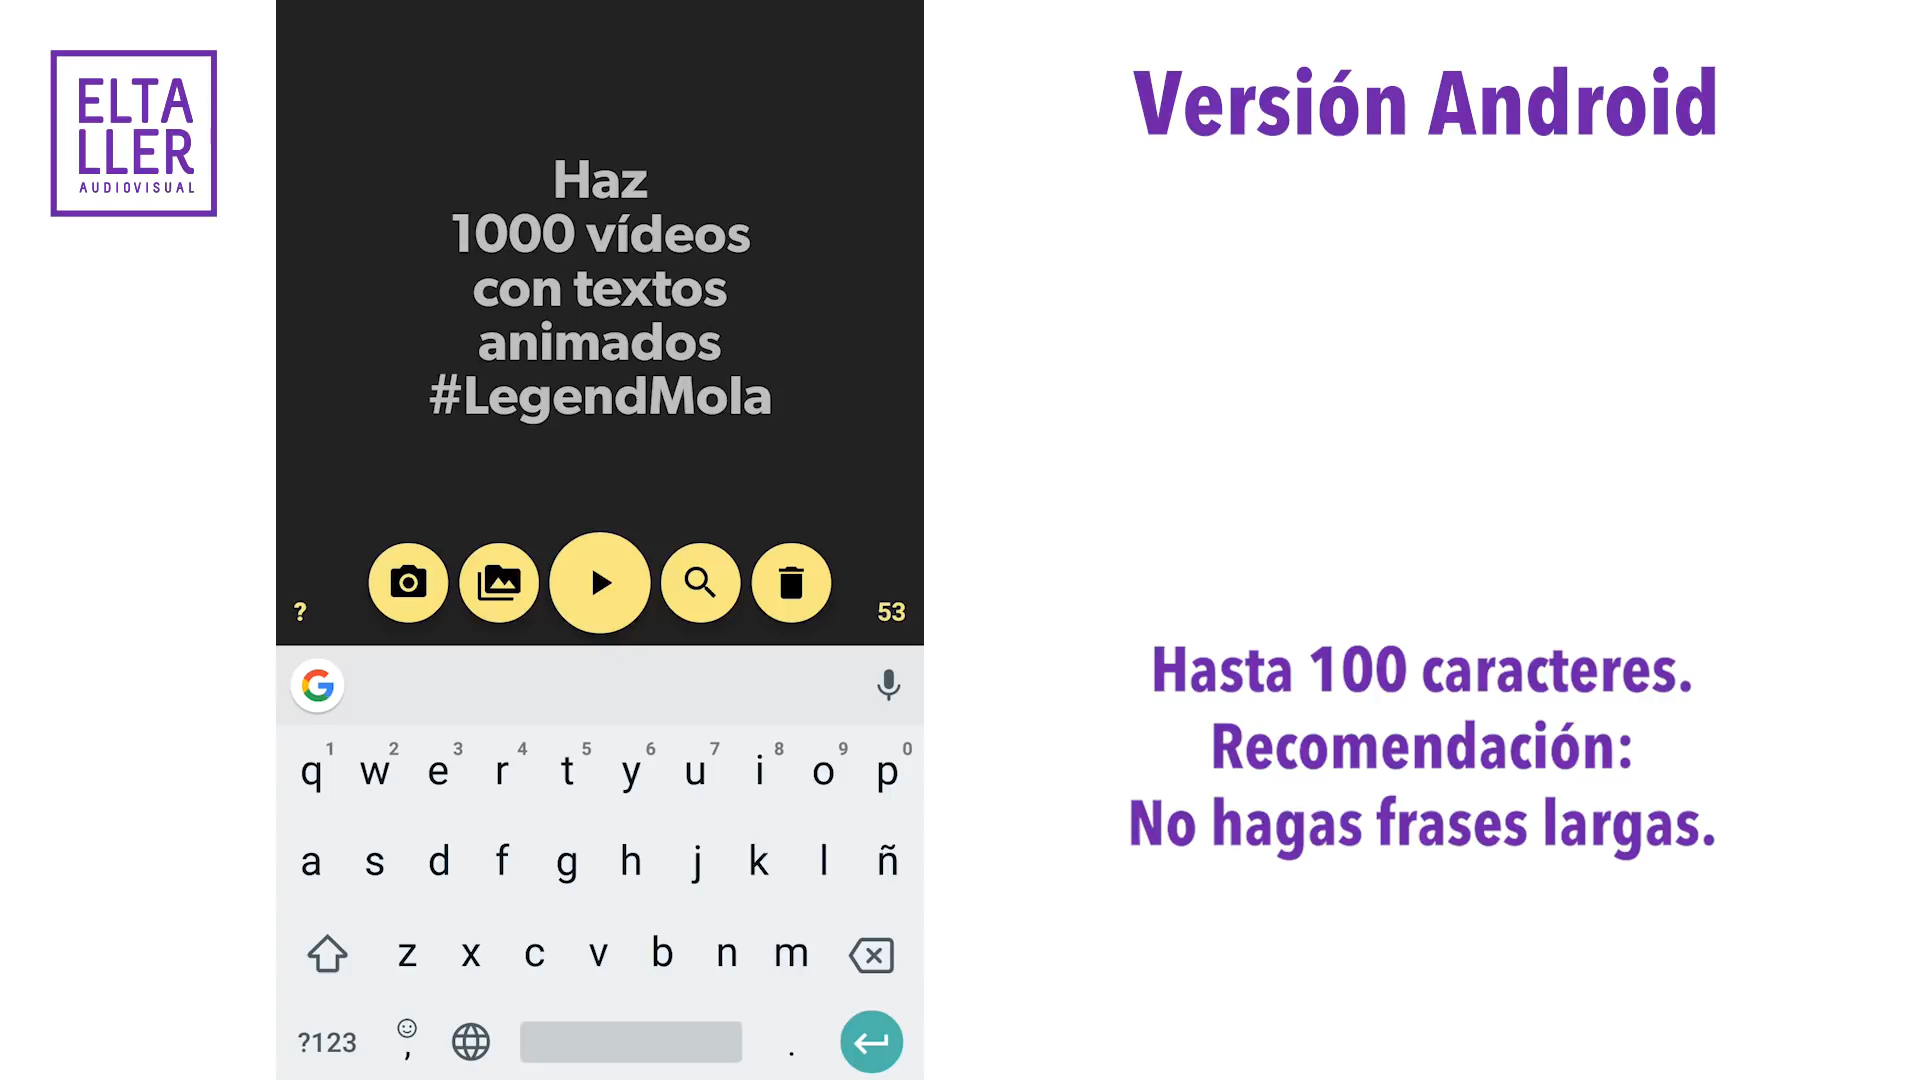 ELTA
LLER
AUDIOVISUAL
Versión Android
Haz
1000 vídeos
con textos
animados
#LegendMola
? 53
Hasta 100 caracteres.
Recomendación:
No hagas frases largas.
G
1 2 3 4 5 6 7 8 9 0
q w e r t y u i o p
a s d f g h j k l ñ
z x c v b n m
?123 , .